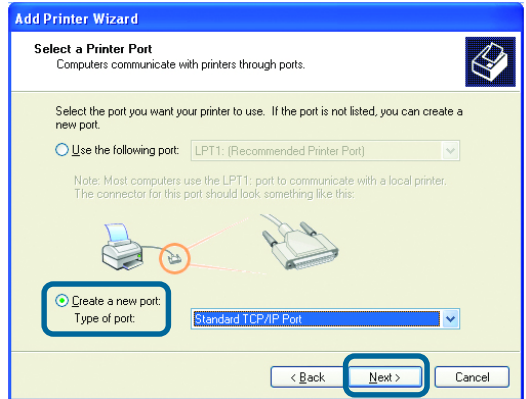 Add Printer Wizard
Select a Printer Port
Computers communicate with printers through ports.
Select the port you want your printer to use. If the port is not listed, you can create a
new port.
Use the following port: LPT1: (Recommended Printer Port)
Note: Most computers use the LPT1: port to communicate with a local printer.
The connector for this port should look something like this:
Create a new port:
Type of port: Standard TCP/IP Port
< Back Next > Cancel